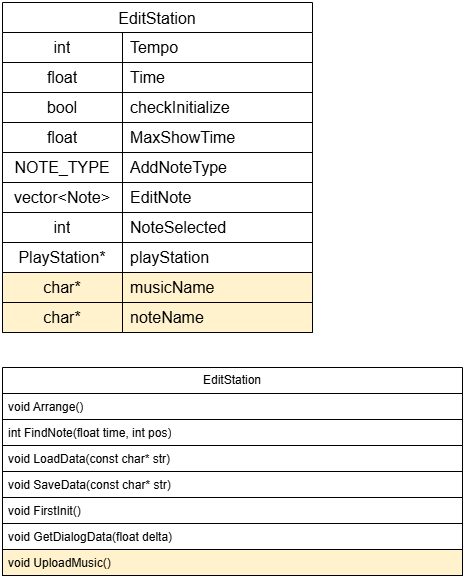 EditStation
int Tempo
float Time
bool checkInitialize
float MaxShowTime
NOTE_TYPE AddNoteType
vector<Note> EditNote
int NoteSelected
PlayStation* playStation
char* musicName
char* noteName
EditStation
void Arrange()
int FindNote(float time, int pos)
void LoadData(const char* str)
void SaveData(const char* str)
void FirstInit()
void GetDialogData(float delta)
void UploadMusic()